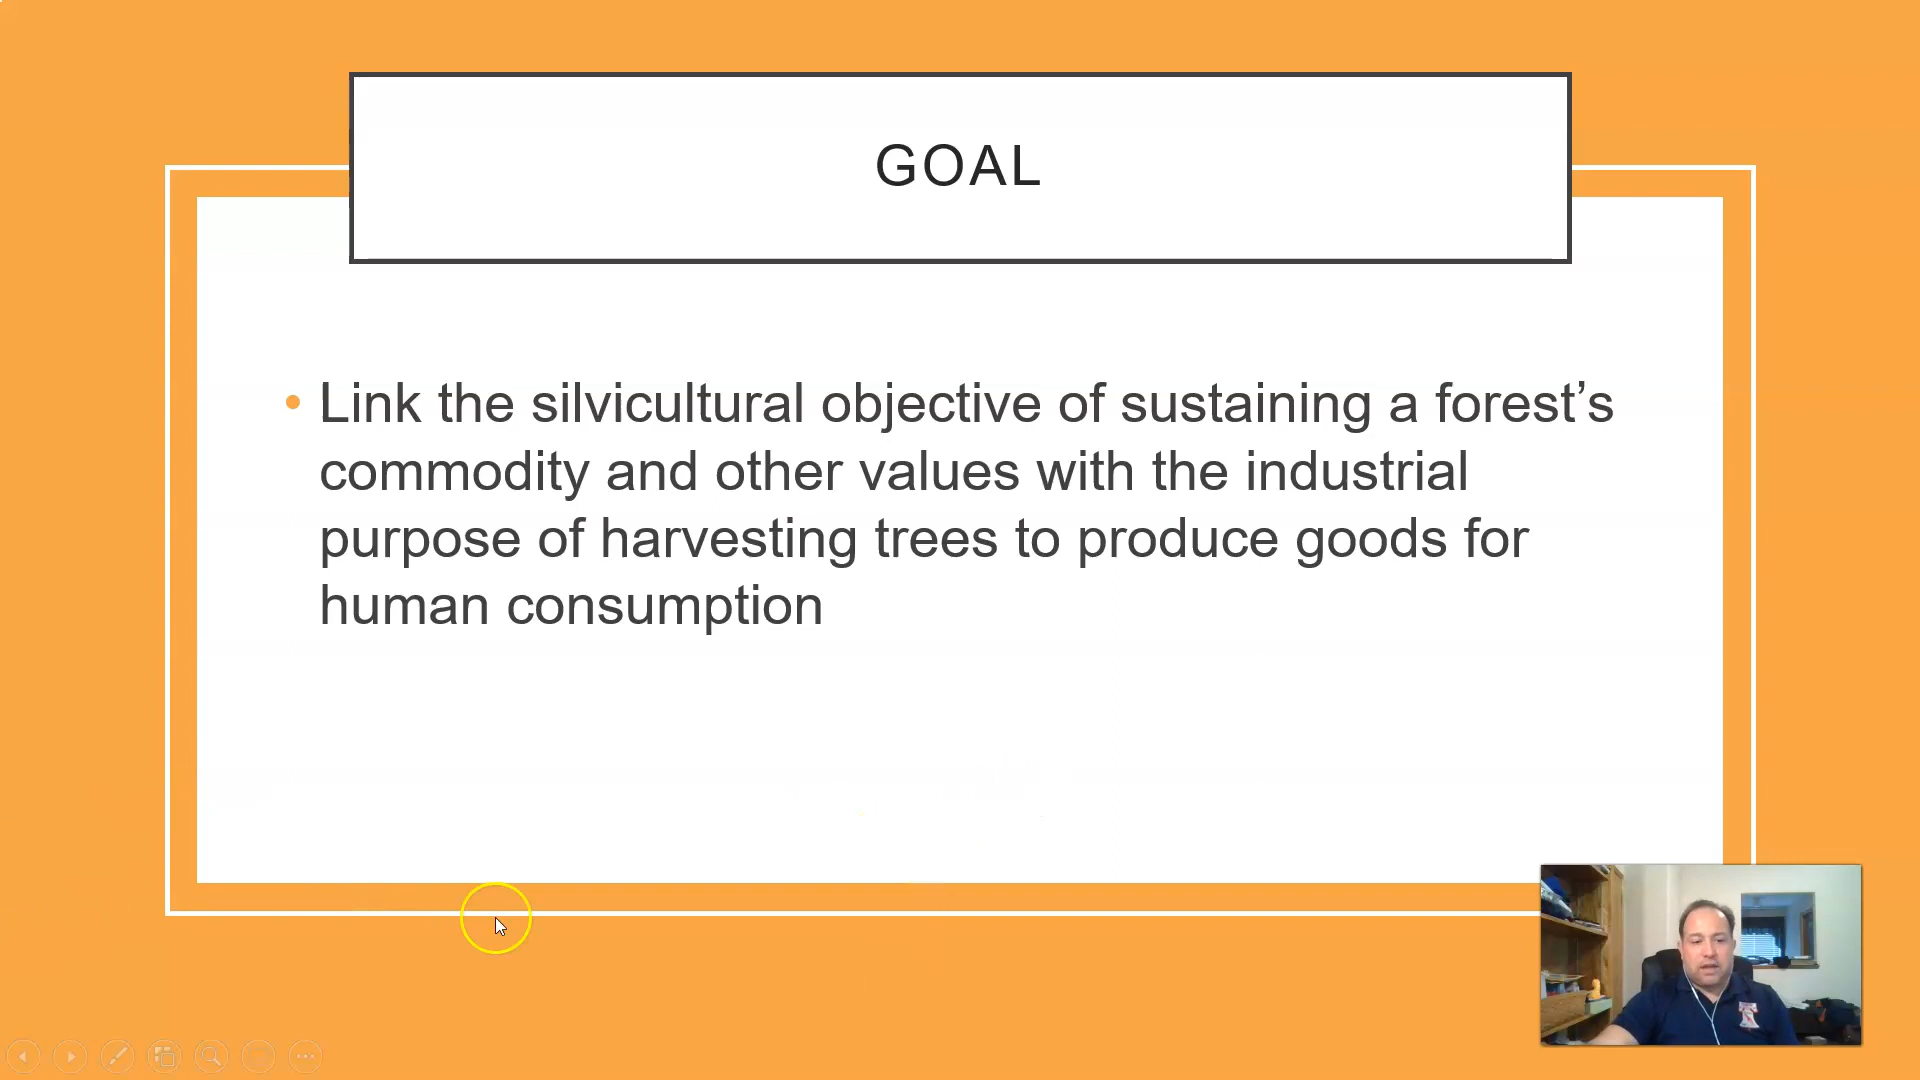 GOAL
• Link the silvicultural objective of sustaining a forest’s
commodity and other values with the industrial
purpose of harvesting trees to produce goods for
human consumption